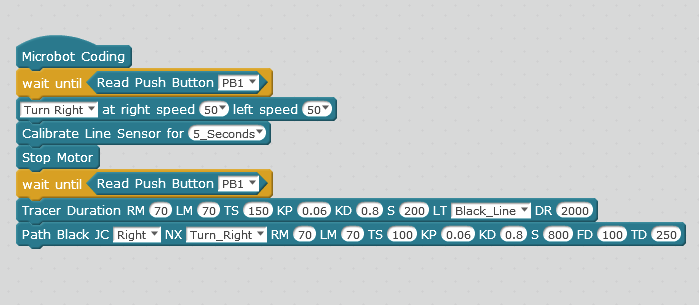 Microbot Coding
wait until Read Push Button PB1
Turn Right at right speed 50 left speed 50
Calibrate Line Sensor for 5_Seconds
Stop Motor
wait until Read Push Button PB1
Tracer Duration RM 70 LM 70 TS 150 KP 0.06 KD 0.8 S 200 LT Black_Line DR 2000
Path Black JC Right NX Turn_Right RM 70 LM 70 TS 100 KP 0.06 KD 0.8 S 800 FD 100 TD 250